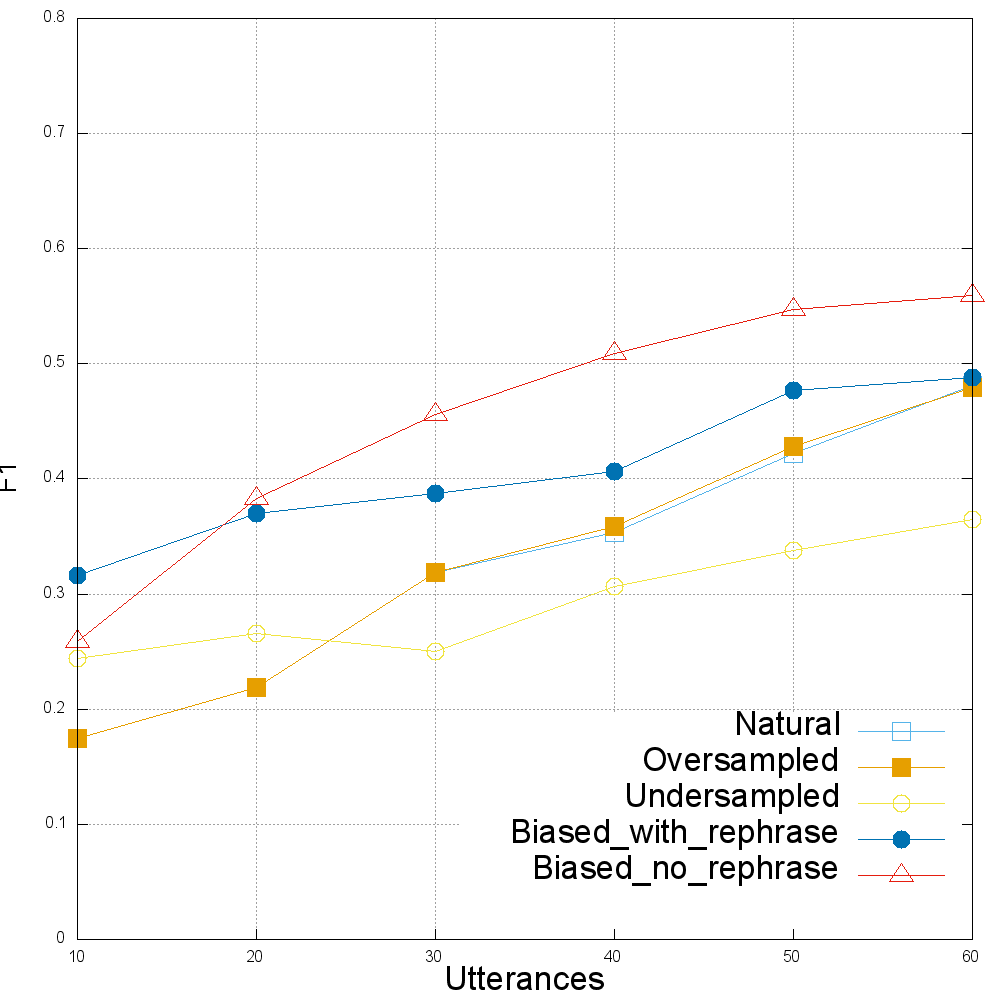 0.8
0.7
0.6
0.5
0.4
0.3
0.2
0.1
0
F1
Natural
Oversampled
Undersampled
Biased_with_rephrase
Biased_no_rephrase
10 20 30 40 50 60
Utterances